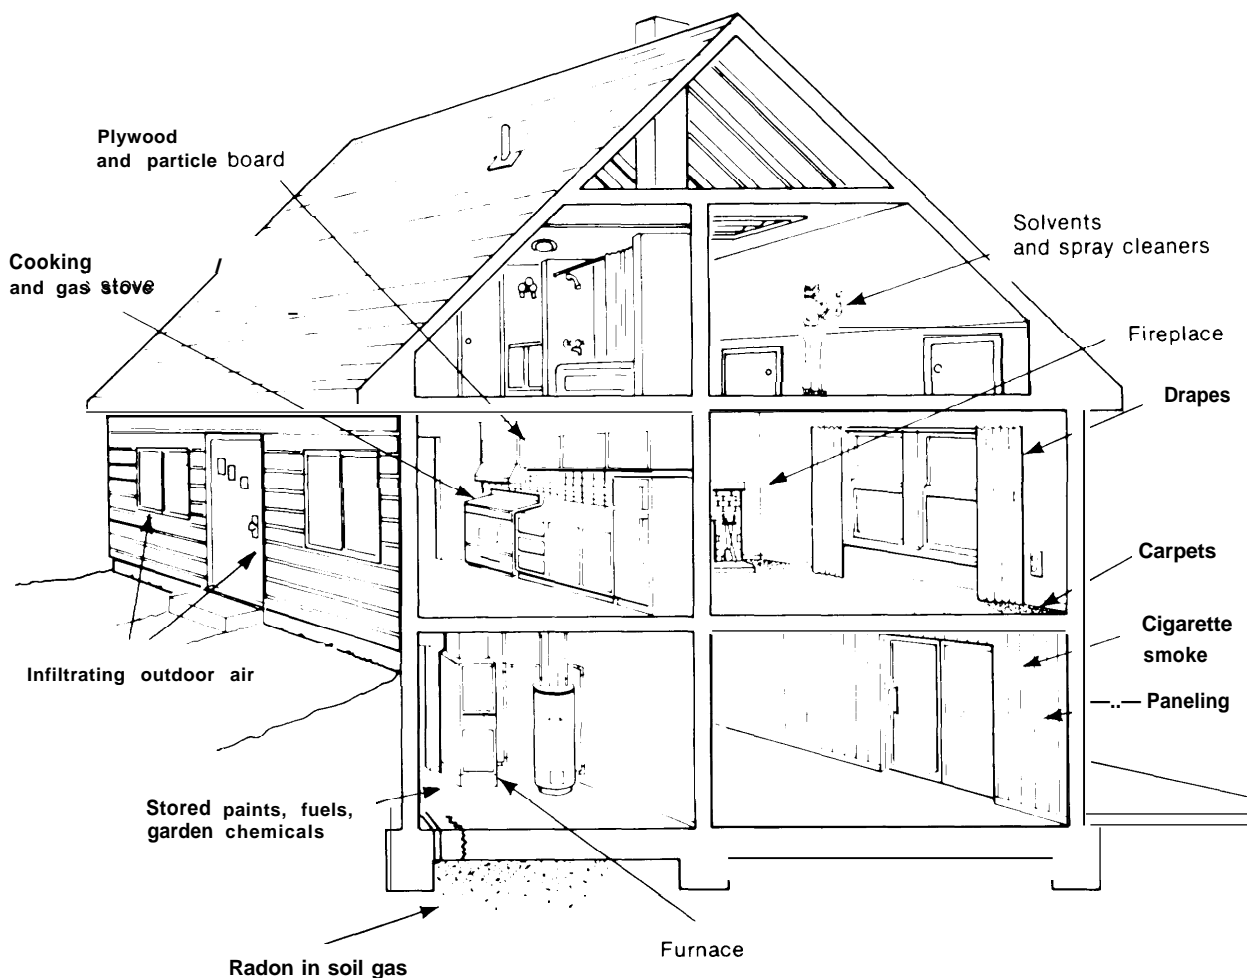 Plywood
and particle board
Cooking
and gas stove
Solvents
and spray cleaners
Fireplace
Drapes
Carpets
Cigarette
smoke
Paneling
Infiltrating outdoor air
Stored paints, fuels,
garden chemicals
Furnace
Radon in soil gas